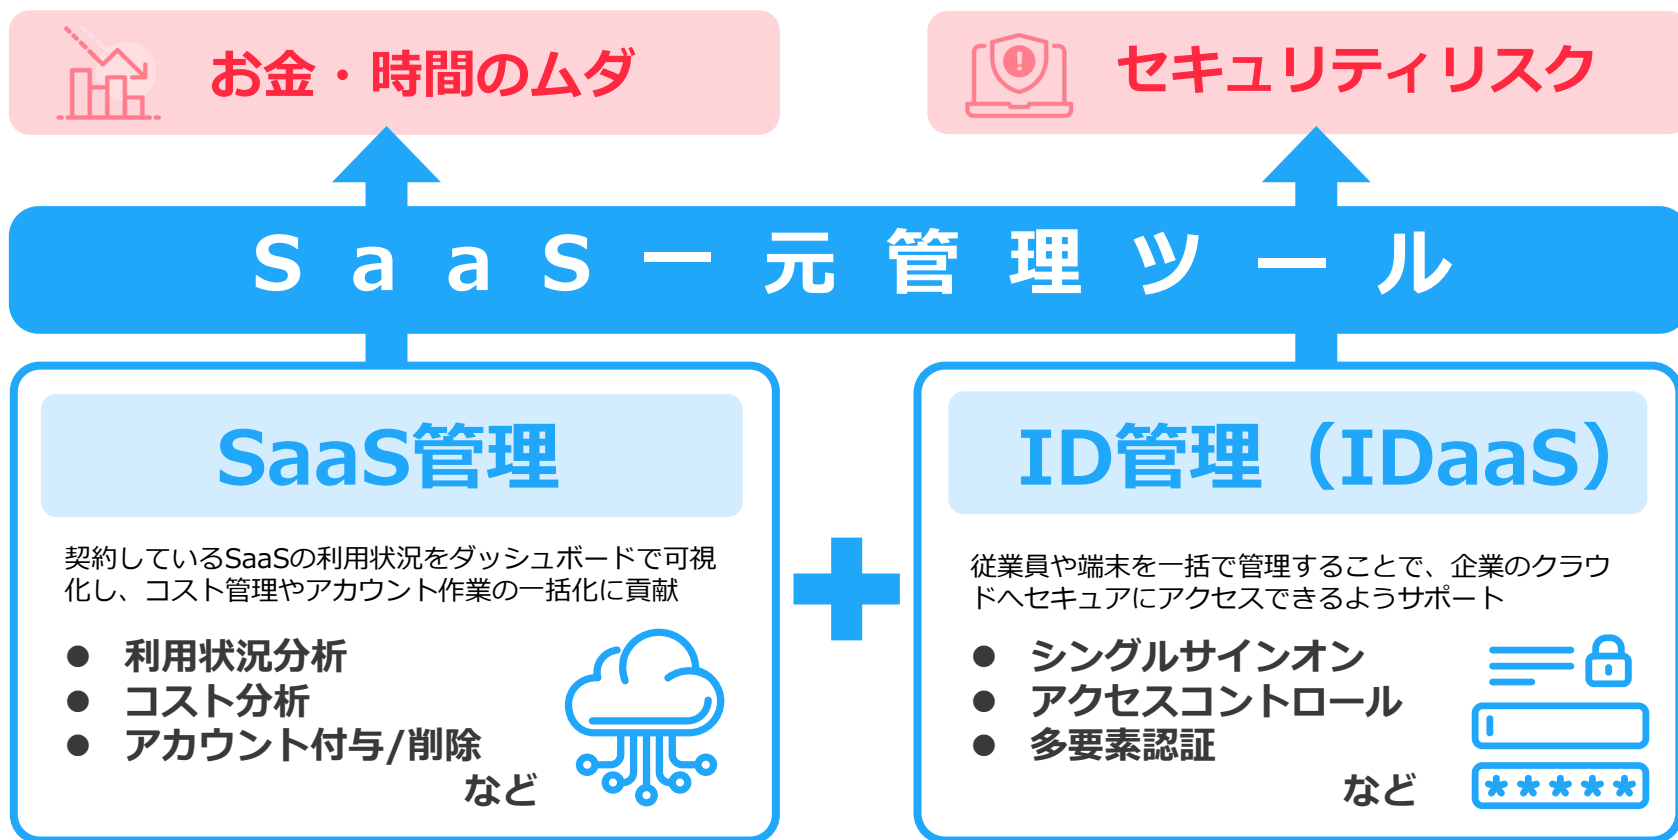 お金・時間のムダ
セキュリティリスク
SaaS一元管理ツール
SaaS管理
契約しているSaaSの利用状況をダッシュボードで可視
化し、コスト管理やアカウント作業の一括化に貢献
● 利用状況分析
● コスト分析
● アカウント付与/削除
など
ID管理（IDaaS）
従業員や端末を一括で管理することで、企業のクラウ
ドへセキュアにアクセスできるようサポート
● シングルサインオン
● アクセスコントロール
● 多要素認証
など
*****